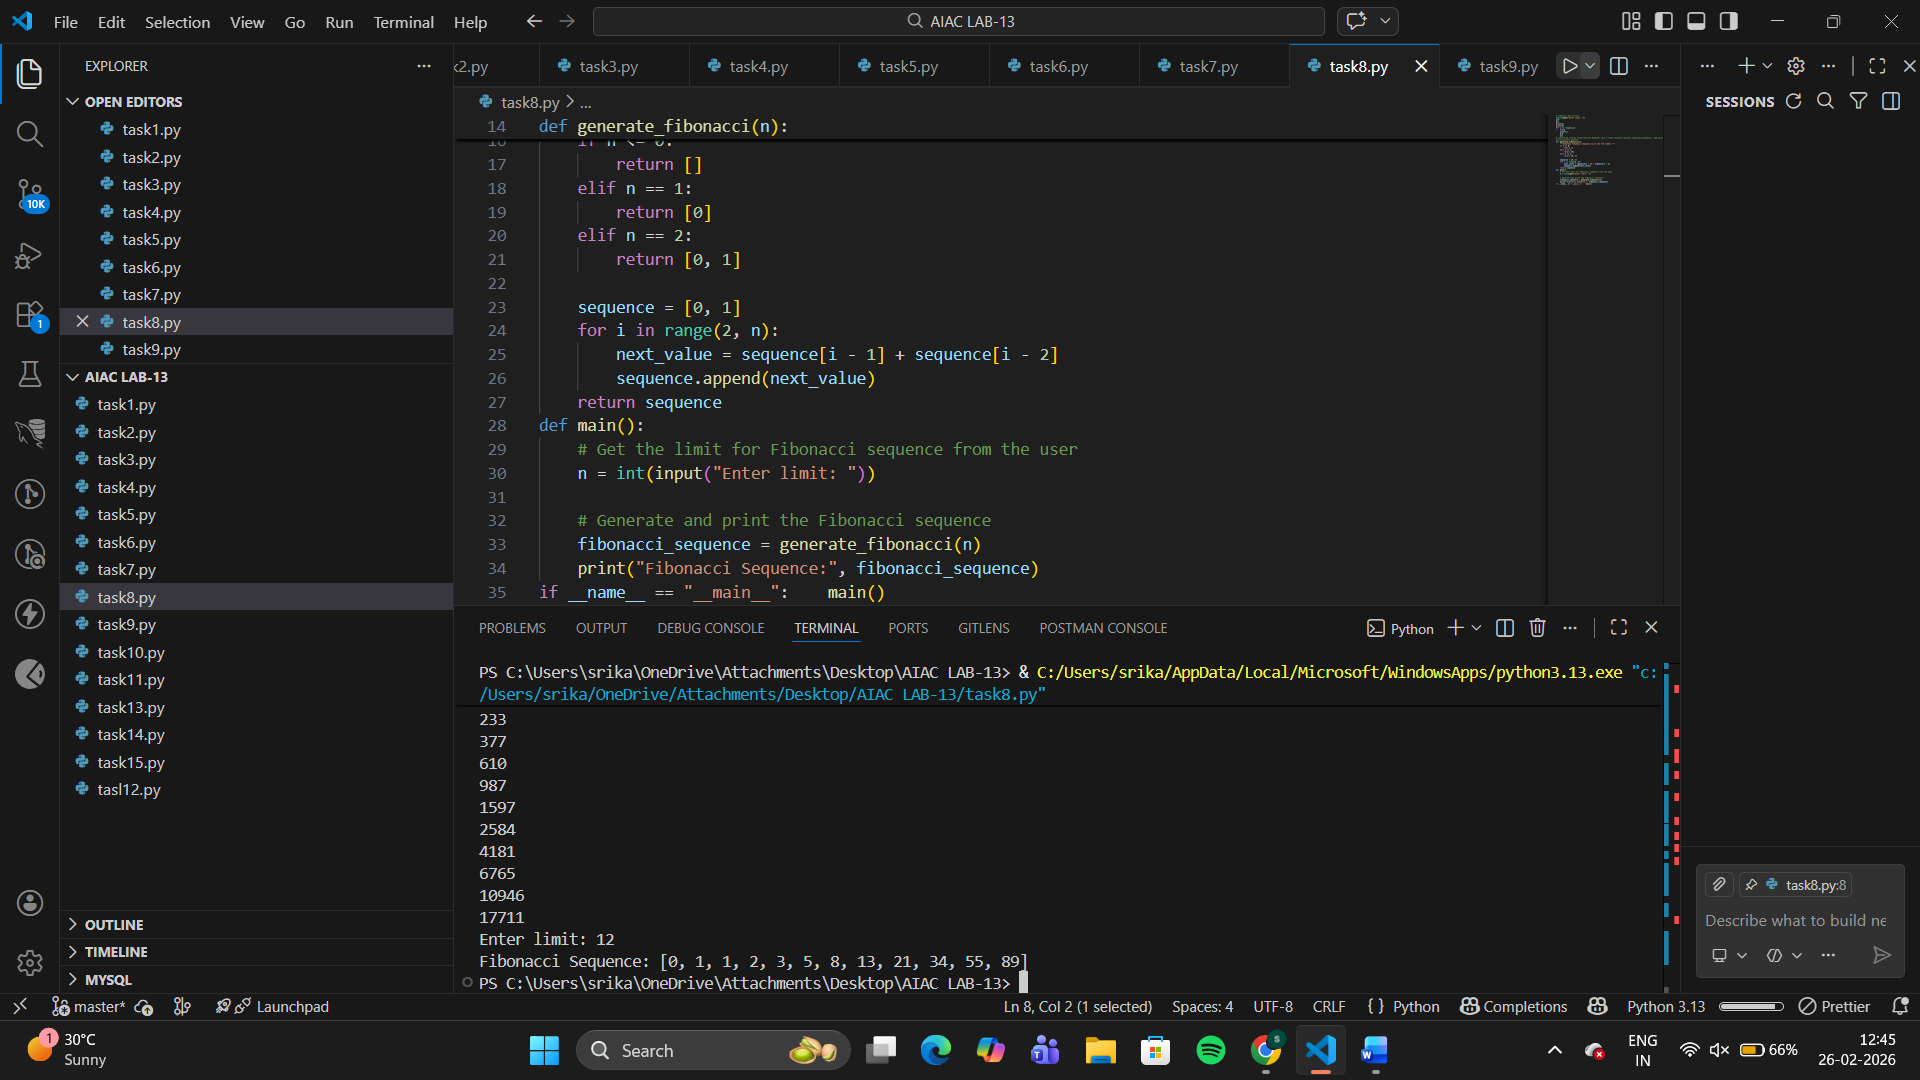 File Edit Selection View Go Run Terminal Help
AIAC LAB-13
EXPLORER
OPEN EDITORS
task1.py
task2.py
task3.py
task4.py
task5.py
task6.py
task7.py
task8.py
task9.py
AIAC LAB-13
task1.py
task2.py
task3.py
task4.py
task5.py
task6.py
task7.py
task8.py
task9.py
task10.py
task11.py
task13.py
task14.py
task15.py
tasl12.py
OUTLINE
TIMELINE
MYSQL
10K
1
task3.py task4.py task5.py task6.py task7.py task8.py task9.py
task8.py > ...
14 def generate_fibonacci(n):
17 return []
18 elif n == 1:
19 return [0]
20 elif n == 2:
21 return [0, 1]
22
23 sequence = [0, 1]
24 for i in range(2, n):
25 next_value = sequence[i - 1] + sequence[i - 2]
26 sequence.append(next_value)
27 return sequence
28 def main():
29 # Get the limit for Fibonacci sequence from the user
30 n = int(input("Enter limit: "))
31
32 # Generate and print the Fibonacci sequence
33 fibonacci_sequence = generate_fibonacci(n)
34 print("Fibonacci Sequence:", fibonacci_sequence)
35 if __name__ == "__main__":    main()
PROBLEMS OUTPUT DEBUG CONSOLE TERMINAL PORTS GITLENS POSTMAN CONSOLE
Python
PS C:\Users\srika\OneDrive\Attachments\Desktop\AIAC LAB-13> & C:/Users/srika/AppData/Local/Microsoft/WindowsApps/python3.13.exe "c:
/Users/srika/OneDrive/Attachments/Desktop/AIAC LAB-13/task8.py"
233
377
610
987
1597
2584
4181
6765
10946
17711
Enter limit: 12
Fibonacci Sequence: [0, 1, 1, 2, 3, 5, 8, 13, 21, 34, 55, 89]
PS C:\Users\srika\OneDrive\Attachments\Desktop\AIAC LAB-13>
SESSIONS
task8.py:8
Describe what to build ne
master* Launchpad
Ln 8, Col 2 (1 selected) Spaces: 4 UTF-8 CRLF { } Python Completions Python 3.13 Prettier
1
30°C
Sunny
Search
ENG
IN
66%
12:45
26-02-2026